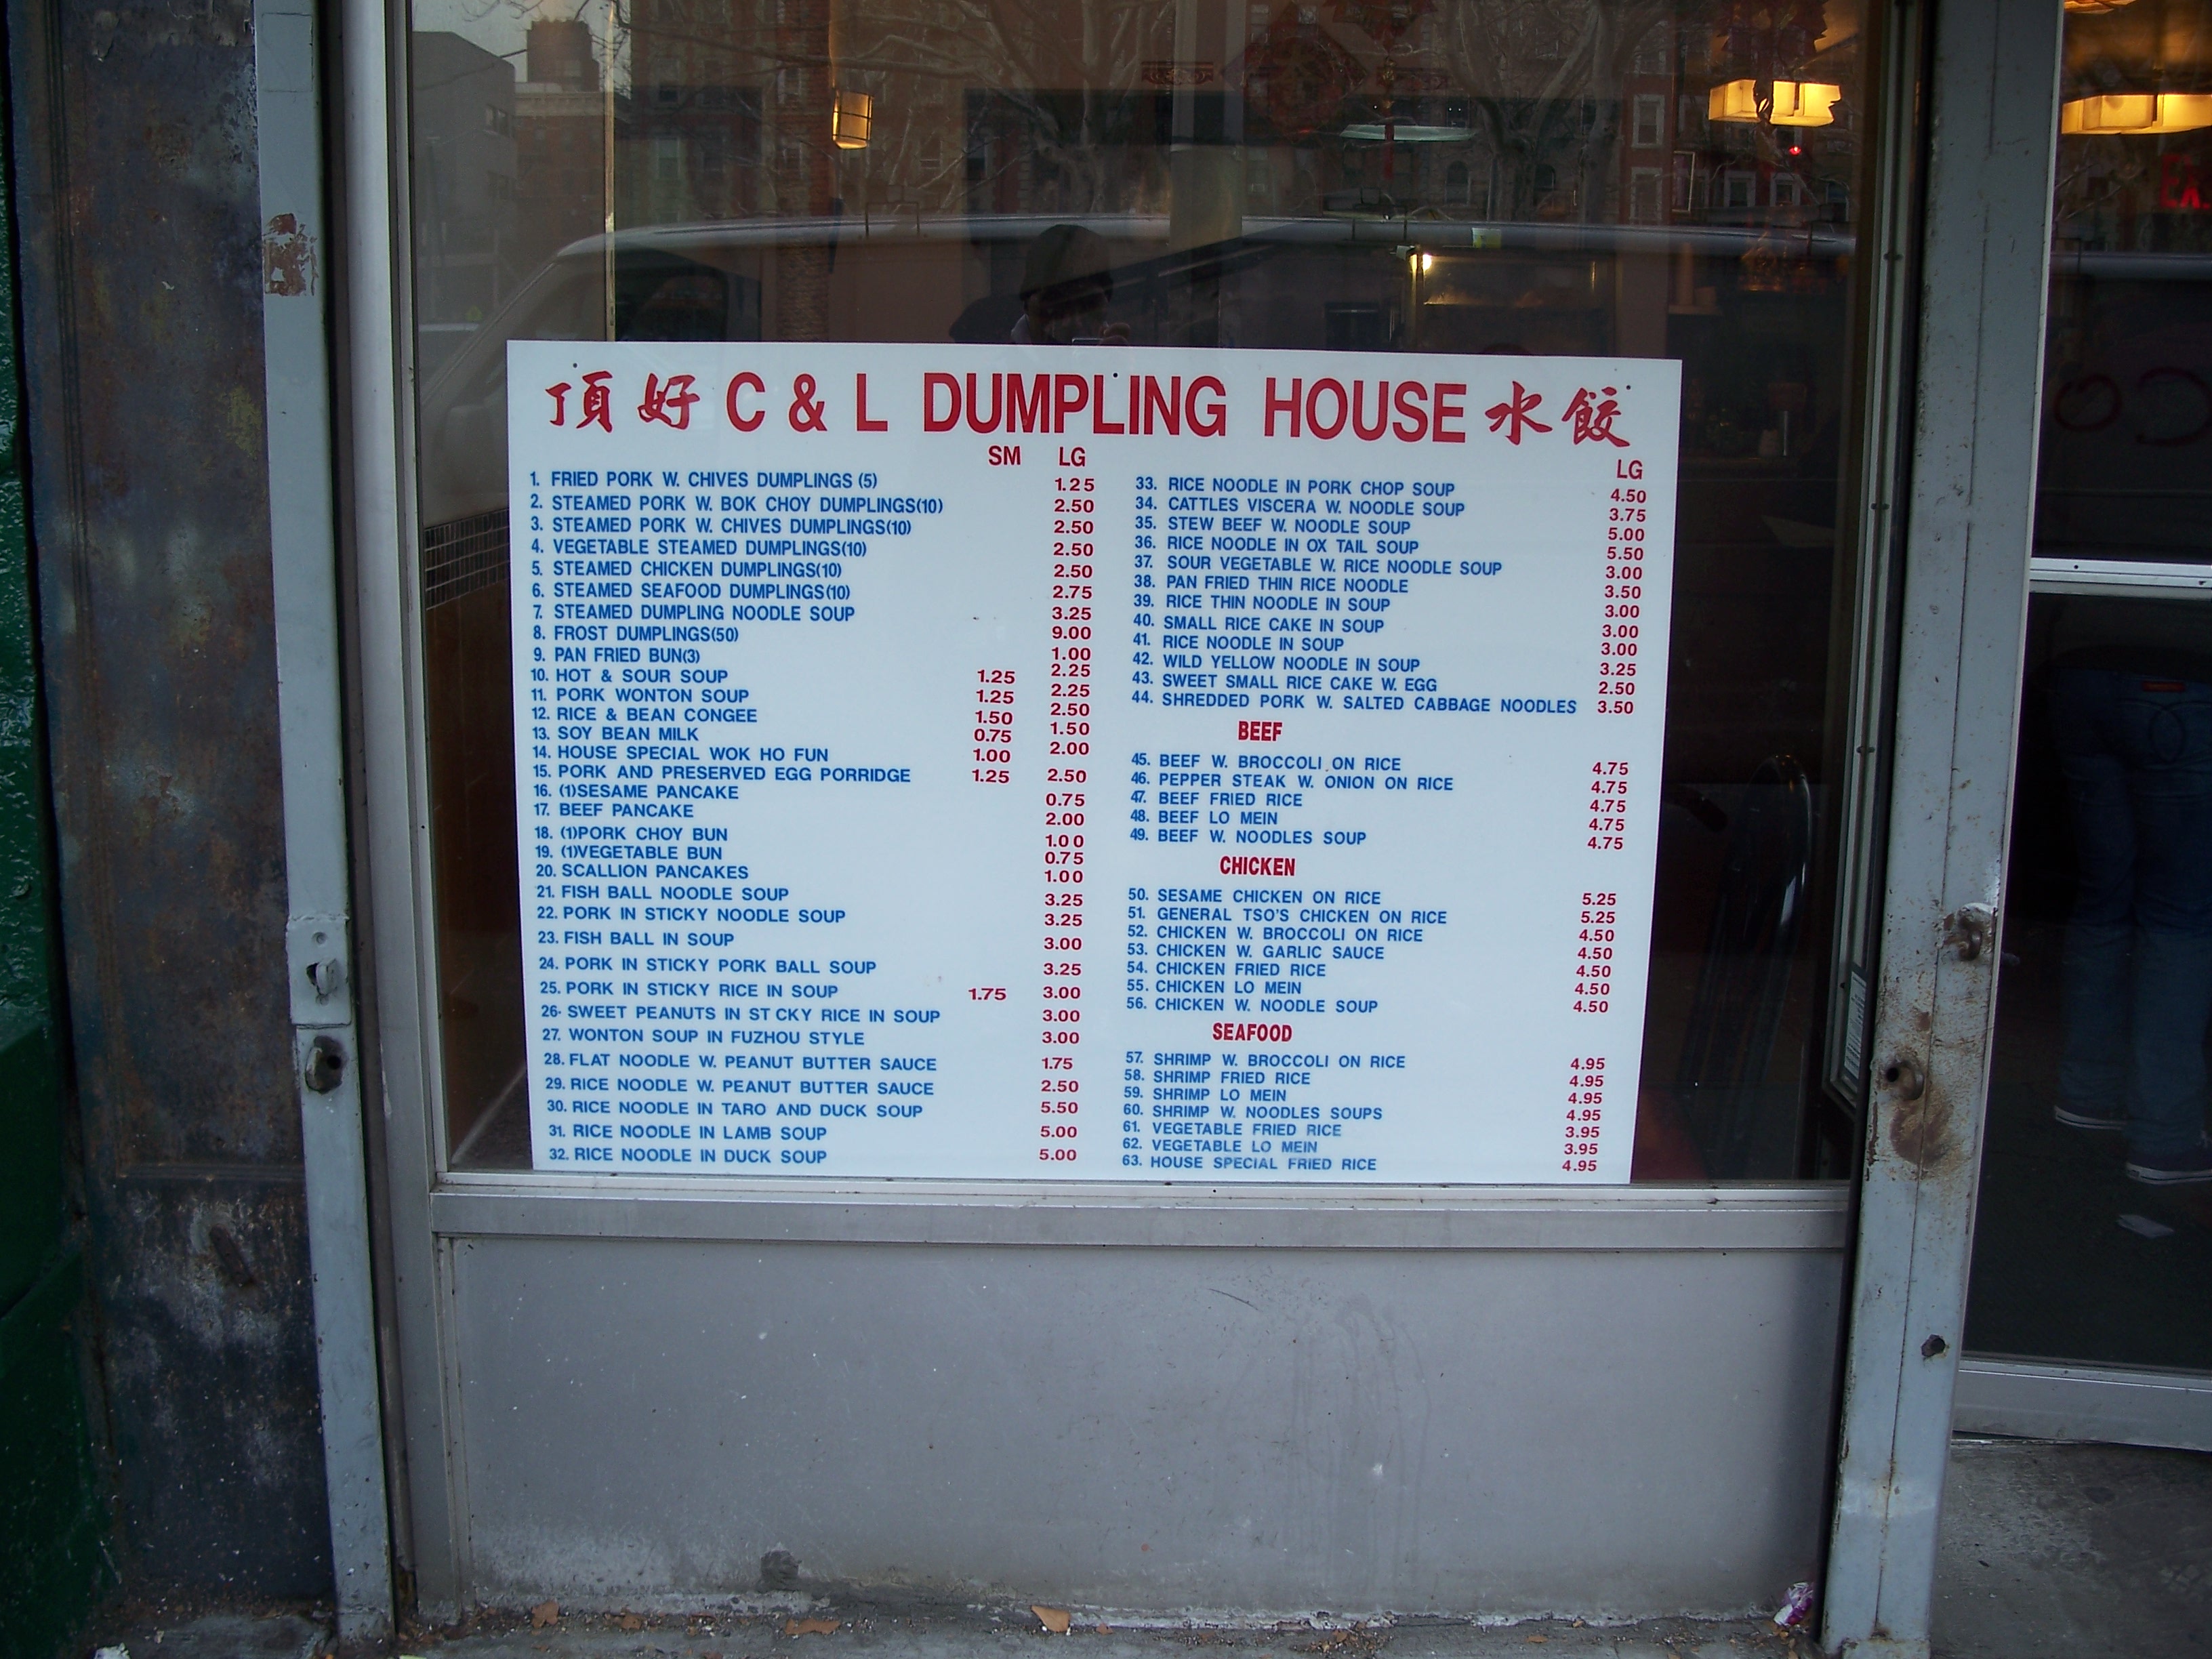 頂好 C & L DUMPLING HOUSE 水餃
SM LG
1. FRIED PORK W. CHIVES DUMPLINGS (5) 1.25
2. STEAMED PORK W. BOK CHOY DUMPLINGS(10) 2.50
3. STEAMED PORK W. CHIVES DUMPLINGS(10) 2.50
4. VEGETABLE STEAMED DUMPLINGS(10) 2.50
5. STEAMED CHICKEN DUMPLINGS(10) 2.50
6. STEAMED SEAFOOD DUMPLINGS(10) 2.75
7. STEAMED DUMPLING NOODLE SOUP 3.25
8. FROST DUMPLINGS(50) 9.00
9. PAN FRIED BUN(3) 1.00
10. HOT & SOUR SOUP 1.25 2.25
11. PORK WONTON SOUP 1.25 2.25
12. RICE & BEAN CONGEE 1.50 2.50
13. SOY BEAN MILK 0.75 1.50
14. HOUSE SPECIAL WOK HO FUN 1.00 2.00
15. PORK AND PRESERVED EGG PORRIDGE 1.25 2.50
16. (1)SESAME PANCAKE 0.75
17. BEEF PANCAKE 2.00
18. (1)PORK CHOY BUN 1.00
19. (1)VEGETABLE BUN 0.75
20. SCALLION PANCAKES 1.00
21. FISH BALL NOODLE SOUP 3.25
22. PORK IN STICKY NOODLE SOUP 3.25
23. FISH BALL IN SOUP 3.00
24. PORK IN STICKY PORK BALL SOUP 3.25
25. PORK IN STICKY RICE IN SOUP 1.75 3.00
26. SWEET PEANUTS IN ST CKY RICE IN SOUP 3.00
27. WONTON SOUP IN FUZHOU STYLE 3.00
28. FLAT NOODLE W. PEANUT BUTTER SAUCE 1.75
29. RICE NOODLE W. PEANUT BUTTER SAUCE 2.50
30. RICE NOODLE IN TARO AND DUCK SOUP 5.50
31. RICE NOODLE IN LAMB SOUP 5.00
32. RICE NOODLE IN DUCK SOUP 5.00
LG
33. RICE NOODLE IN PORK CHOP SOUP 4.50
34. CATTLES VISCERA W. NOODLE SOUP 3.75
35. STEW BEEF W. NOODLE SOUP 5.00
36. RICE NOODLE IN OX TAIL SOUP 5.50
37. SOUR VEGETABLE W. RICE NOODLE SOUP 3.00
38. PAN FRIED THIN RICE NOODLE 3.50
39. RICE THIN NOODLE IN SOUP 3.00
40. SMALL RICE CAKE IN SOUP 3.00
41. RICE NOODLE IN SOUP 3.00
42. WILD YELLOW NOODLE IN SOUP 3.25
43. SWEET SMALL RICE CAKE W. EGG 2.50
44. SHREDDED PORK W. SALTED CABBAGE NOODLES 3.50
BEEF
45. BEEF W. BROCCOLI ON RICE 4.75
46. PEPPER STEAK W. ONION ON RICE 4.75
47. BEEF FRIED RICE 4.75
48. BEEF LO MEIN 4.75
49. BEEF W. NOODLES SOUP 4.75
CHICKEN
50. SESAME CHICKEN ON RICE 5.25
51. GENERAL TSO'S CHICKEN ON RICE 5.25
52. CHICKEN W. BROCCOLI ON RICE 4.50
53. CHICKEN W. GARLIC SAUCE 4.50
54. CHICKEN FRIED RICE 4.50
55. CHICKEN LO MEIN 4.50
56. CHICKEN W. NOODLE SOUP 4.50
SEAFOOD
57. SHRIMP W. BROCCOLI ON RICE 4.95
58. SHRIMP FRIED RICE 4.95
59. SHRIMP LO MEIN 4.95
60. SHRIMP W. NOODLES SOUPS 4.95
61. VEGETABLE FRIED RICE 3.95
62. VEGETABLE LO MEIN 3.95
63. HOUSE SPECIAL FRIED RICE 4.95